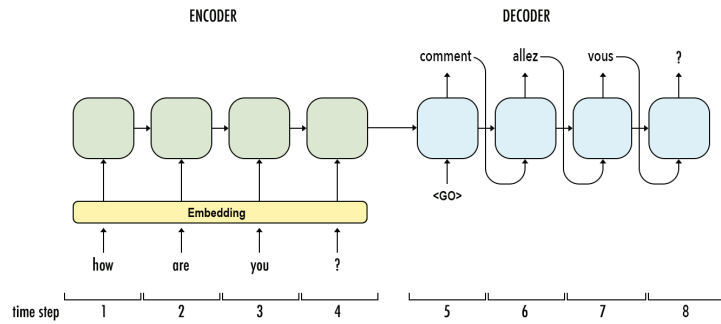 ENCODER DECODER
comment allez vous ?
<GO>
Embedding
how are you ?
time step 1 2 3 4 5 6 7 8